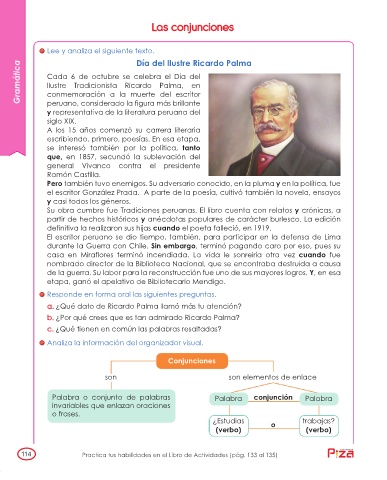 Las conjunciones
Gramática
Lee y analiza el siguiente texto.
Día del Ilustre Ricardo Palma
Cada 6 de octubre se celebra el Día del
Ilustre Tradicionista Ricardo Palma, en
conmemoración a la muerte del escritor
peruano, considerado la figura más brillante
y representativa de la literatura peruana del
siglo XIX.
A los 15 años comenzó su carrera literaria
escribiendo, primero, poesías. En esa etapa,
se interesó también por la política, tanto
que, en 1857, secundó la sublevación del
general Vivanco contra el presidente
Ramón Castilla.
Pero también tuvo enemigos. Su adversario conocido, en la pluma y en la política, fue
el escritor González Prada. A parte de la poesía, cultivó también la novela, ensayos
y casi todos los géneros.
Su obra cumbre fue Tradiciones peruanas. El libro cuenta con relatos y crónicas, a
partir de hechos históricos y anécdotas populares de carácter burlesco. La edición
definitiva la realizaron sus hijas cuando el poeta falleció, en 1919.
El escritor peruano se dio tiempo, también, para participar en la defensa de Lima
durante la Guerra con Chile. Sin embargo, terminó pagando caro por eso, pues su
casa en Miraflores terminó incendiada. La vida le sonreiría otra vez cuando fue
nombrado director de la Biblioteca Nacional, que se encontraba destruida a causa
de la guerra. Su labor para la reconstrucción fue uno de sus mayores logros. Y, en esa
etapa, ganó el apelativo de Bibliotecario Mendigo.
Responde en forma oral las siguientes preguntas.
a. ¿Qué dato de Ricardo Palma llamó más tu atención?
b. ¿Por qué crees que es tan admirado Ricardo Palma?
c. ¿Qué tienen en común las palabras resaltadas?
Analiza la información del organizador visual.
Conjunciones
son
son elementos de enlace
Palabra o conjunto de palabras
invariables que enlazan oraciones
o frases.
Palabra conjunción Palabra
¿Estudias o trabajas?
(verbo) (verbo)
114
Practica tus habilidades en el Libro de Actividades (pág. 133 al 135)
Pizza